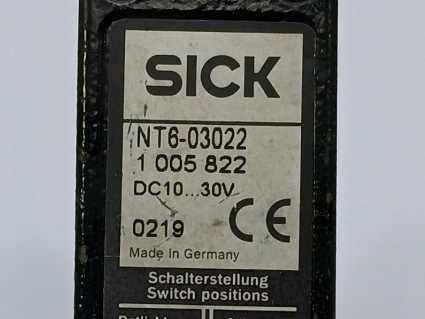 SICK
NT6-03022
1 005 822
DC10...30V
0219 CE
Made In Germany
Schalterstellung
Switch positions